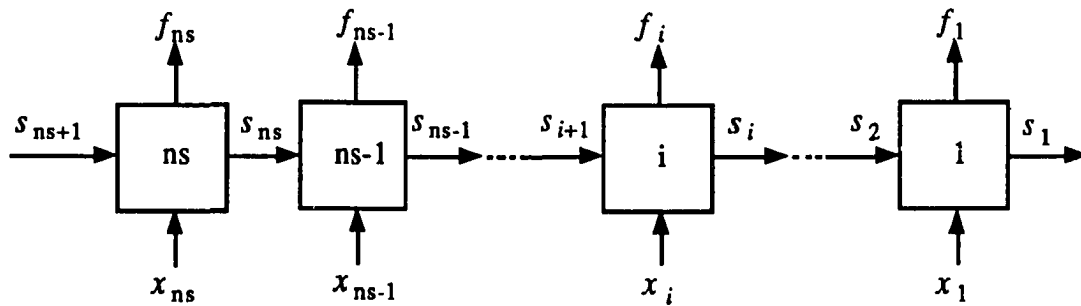 f_ns f_ns-1 f_i f_1
s_ns+1 s_ns s_ns-1 s_i+1 s_i s_2 s_1
ns ns-1 i 1
x_ns x_ns-1 x_i x_1